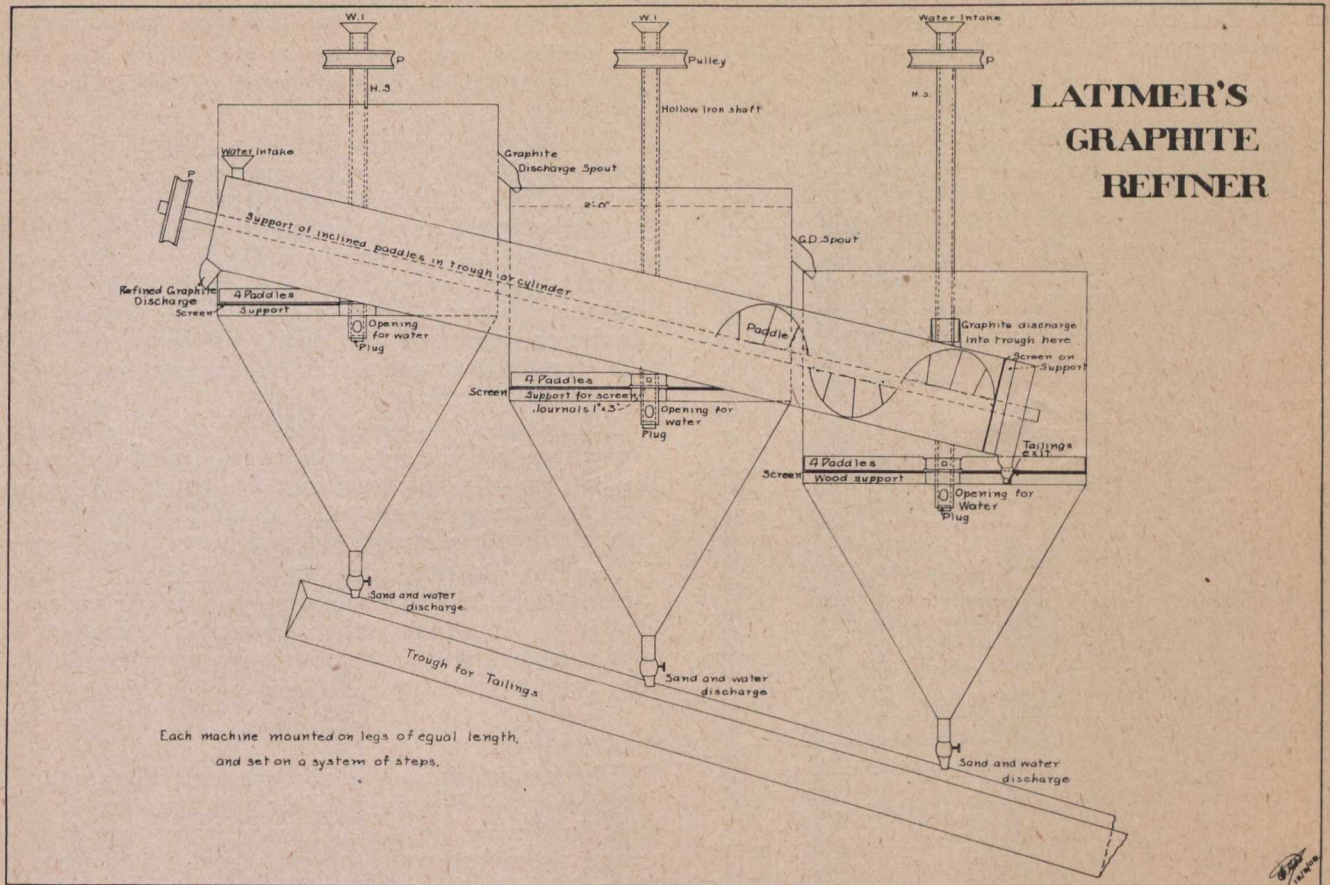 LATIMER'S
GRAPHITE
REFINER
W.I
P
H.S
Water Intake
P
Support of inclined paddles in trough or cylinder
Refined Graphite
Discharge
Screen
4 Paddles
Support
Opening
for water
Plug
Graphite
Discharge Spout
W.I
Pulley
Hollow Iron shaft
2'-0"
Paddle
Screen
4 Paddles
Support for screen
Journals 1"x3"
Opening for
water
Plug
G.D. Spout
Water Intake
P
H.S.
Graphite discharge
into trough here
Screen on
Support
Tailings
exit
Screen
4 Paddles
Wood support
Opening for
Water
Plug
Sand and water
discharge.
Sand and water
discharge
Sand and water
discharge
Trough for Tailings
Each machine mounted on legs of equal length,
and set on a system of steps.